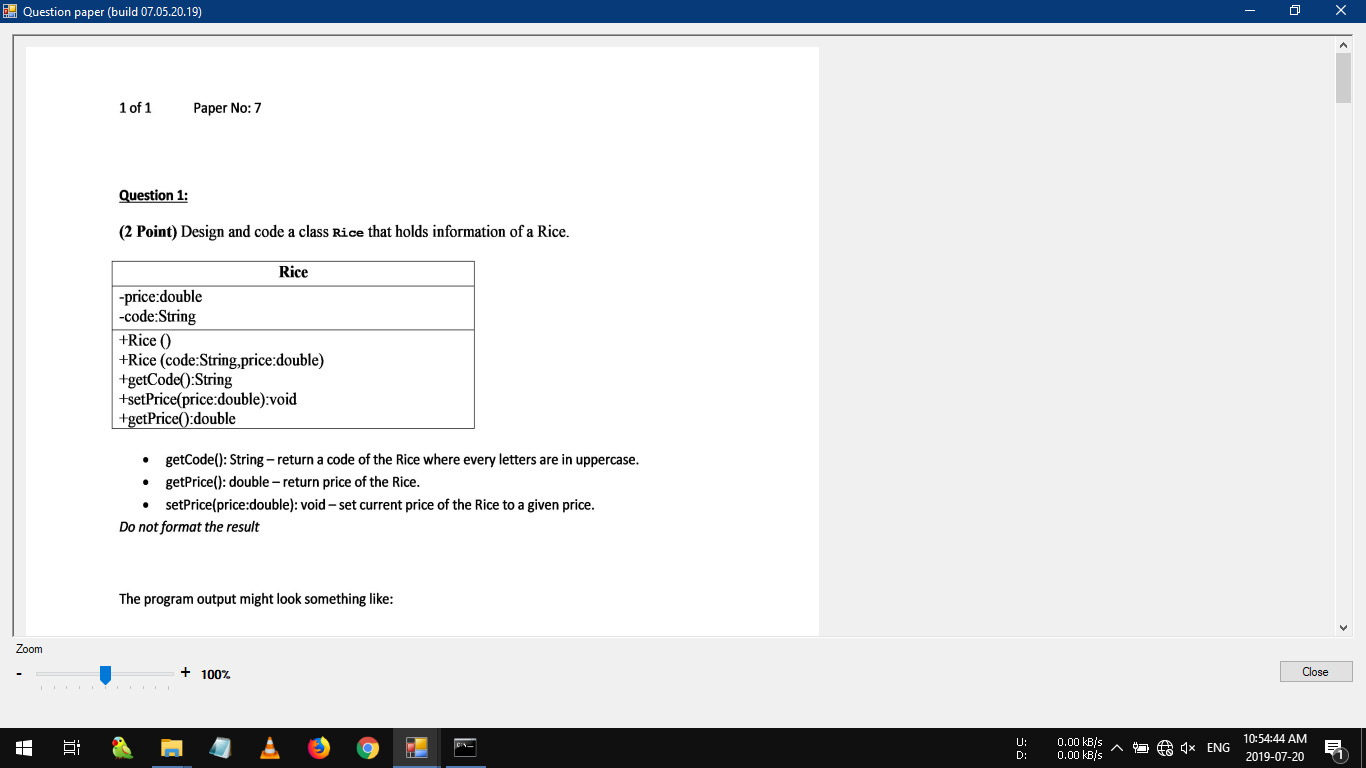 Question paper (build 07.05.20.19)
1 of 1 Paper No: 7
Question 1:
(2 Point) Design and code a class Rice that holds information of a Rice.
Rice
-price:double
-code:String
+Rice ()
+Rice (code:String,price:double)
+getCode():String
+setPrice(price:double):void
+getPrice():double
• getCode(): String – return a code of the Rice where every letters are in uppercase.
• getPrice(): double – return price of the Rice.
• setPrice(price:double): void – set current price of the Rice to a given price.
Do not format the result
The program output might look something like:
Zoom
- + 100%
Close
U: 0.00 kB/s
D: 0.00 kB/s
ENG
10:54:44 AM
2019-07-20
1